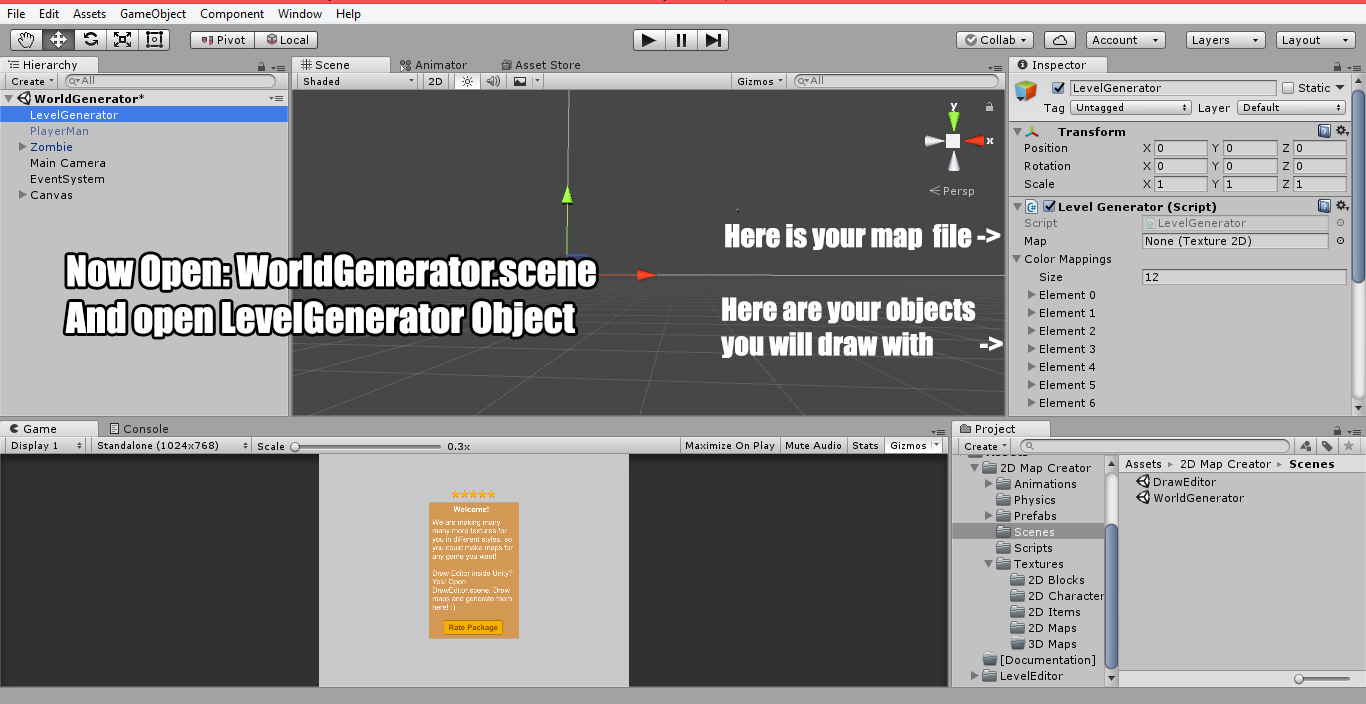 File Edit Assets GameObject Component Window Help
Pivot Local Collab Account Layers Layout
Hierarchy
Create All
WorldGenerator*
LevelGenerator
PlayerMan
Zombie
Main Camera
EventSystem
Canvas
Scene Animator Asset Store
Shaded 2D Gizmos All
y
x
Persp
Now Open: WorldGenerator.scene
And open LevelGenerator Object
Here is your map file ->
Here are your objects
you will draw with ->
Inspector
LevelGenerator Static
Tag Untagged Layer Default
Transform
Position X 0 Y 0 Z 0
Rotation X 0 Y 0 Z 0
Scale X 1 Y 1 Z 1
Level Generator (Script)
Script LevelGenerator
Map None (Texture 2D)
Color Mappings
Size 12
Element 0
Element 1
Element 2
Element 3
Element 4
Element 5
Element 6
Game Console
Display 1 Standalone (1024x768) Scale 0.3x Maximize On Play Mute Audio Stats Gizmos
Welcome!
We are making many
many more textures for
you in different styles, so
you could make maps for
any game you want!
Draw Editor inside Unity?
Yes! Open
DrawEditor.scene. Draw
maps and generate them
here! ;)
Rate Package
Project
Create
2D Map Creator
Animations
Physics
Prefabs
Scenes
Scripts
Textures
2D Blocks
2D Character
2D Items
2D Maps
3D Maps
[Documentation]
LevelEditor
Assets 2D Map Creator Scenes
DrawEditor
WorldGenerator